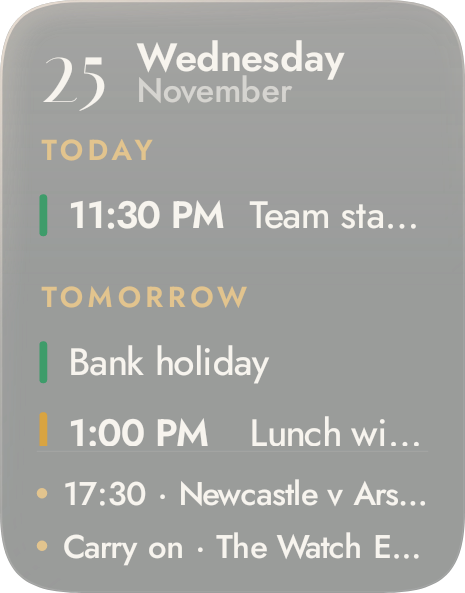 25 Wednesday
November
TODAY
11:30 PM Team sta...
TOMORROW
Bank holiday
1:00 PM Lunch wi...
17:30 · Newcastle v Ars...
Carry on · The Watch E...